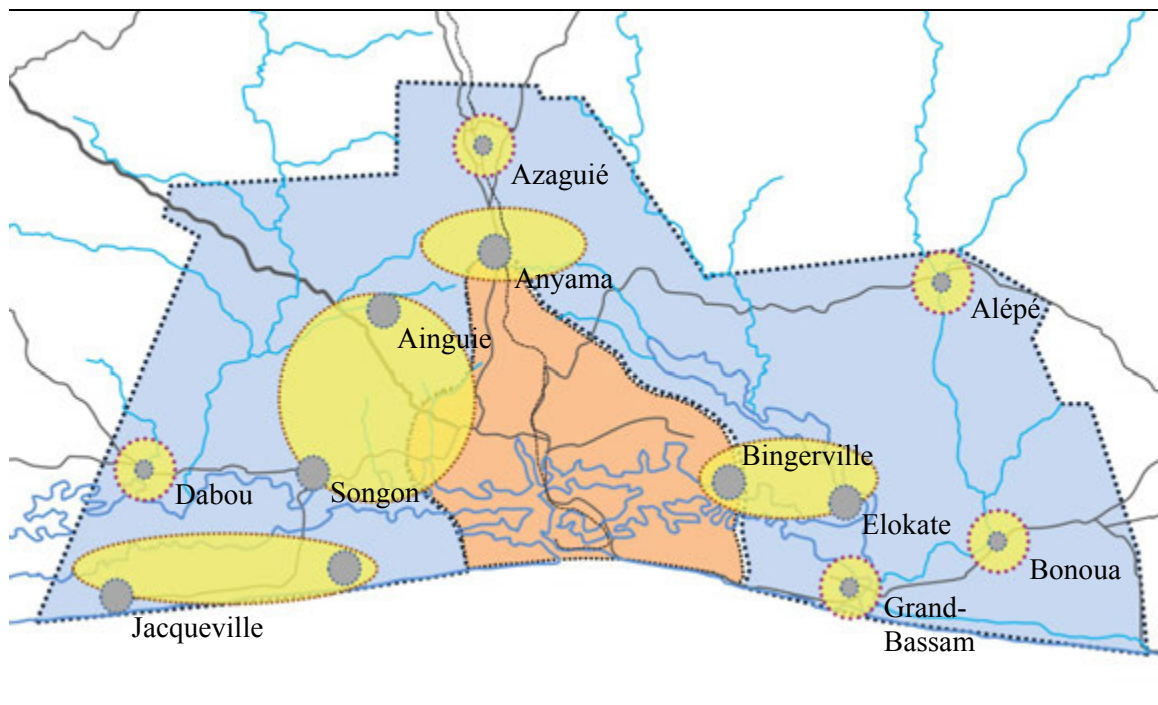 Azaguié
Anyama
Alépé
Ainguie
Bingerville
Dabou
Songon
Elokate
Bonoua
Grand-
Bassam
Jacqueville